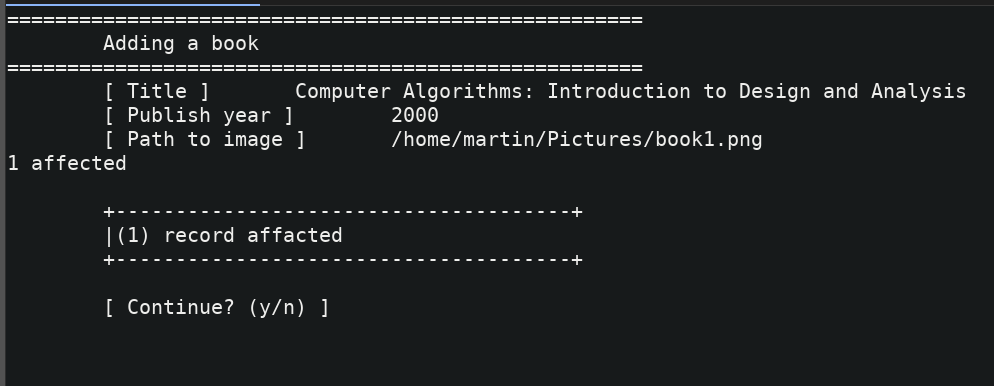 =====================================================
Adding a book
=====================================================
[ Title ] Computer Algorithms: Introduction to Design and Analysis
[ Publish year ] 2000
[ Path to image ] /home/martin/Pictures/book1.png
1 affected
+--------------------------------------+
|(1) record affacted
+--------------------------------------+
[ Continue? (y/n) ]